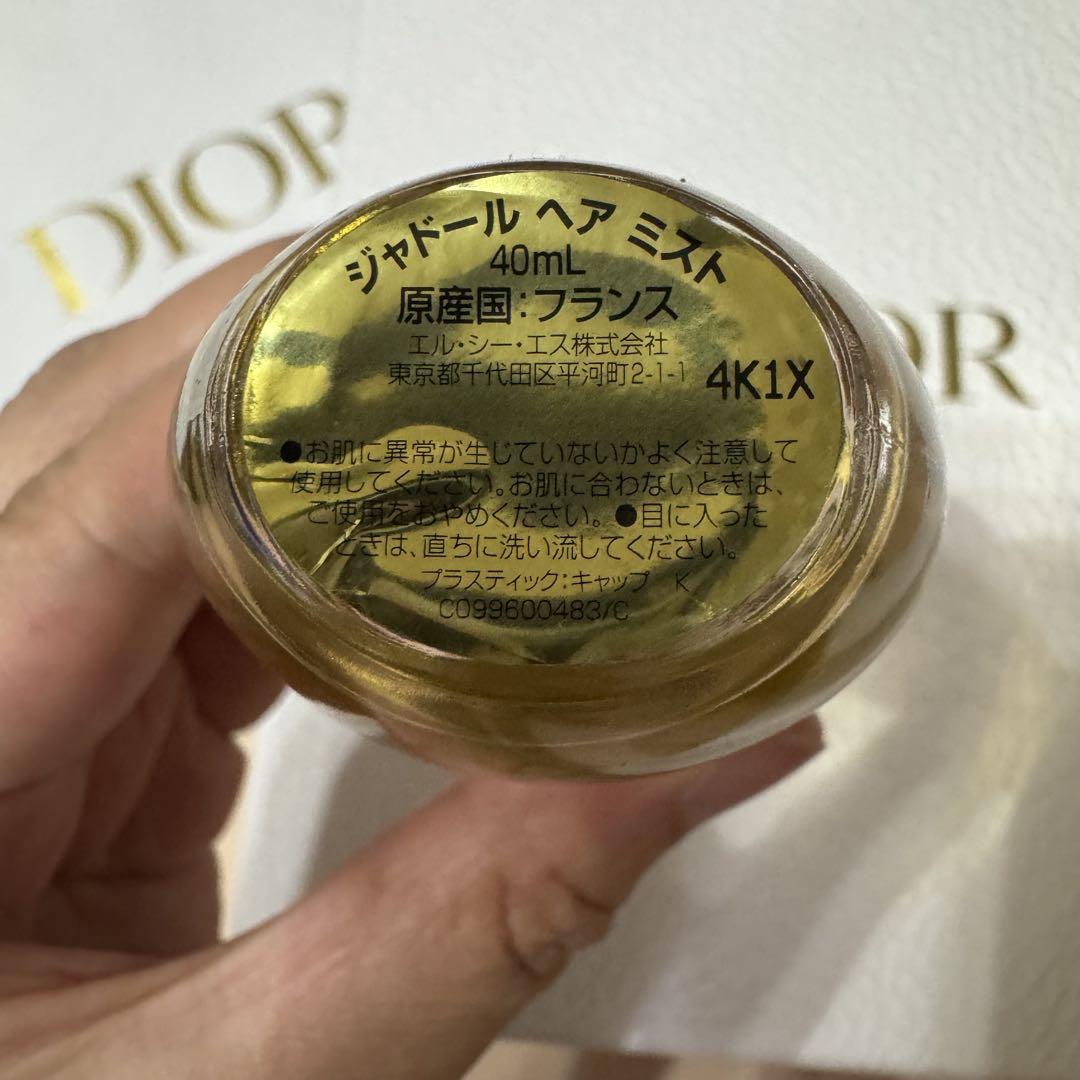 DIOR
ジャドール ヘア ミスト
40mL
原産国:フランス
エル・シー・エス株式会社
東京都千代田区平河町2-1-1
4K1X
●お肌に異常が生じていないかよく注意して
使用してください。お肌に合わないときは、
ご使用をおやめください。●目に入った
ときは、直ちに洗い流してください。
プラスティック:キャップ K
C099600483/C
OR